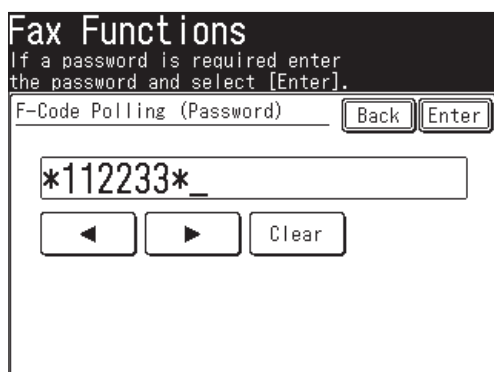 Fax Functions
If a password is required enter
the password and select [Enter].
F-Code Polling (Password) Back Enter
*112233*_
◀ ▶ Clear